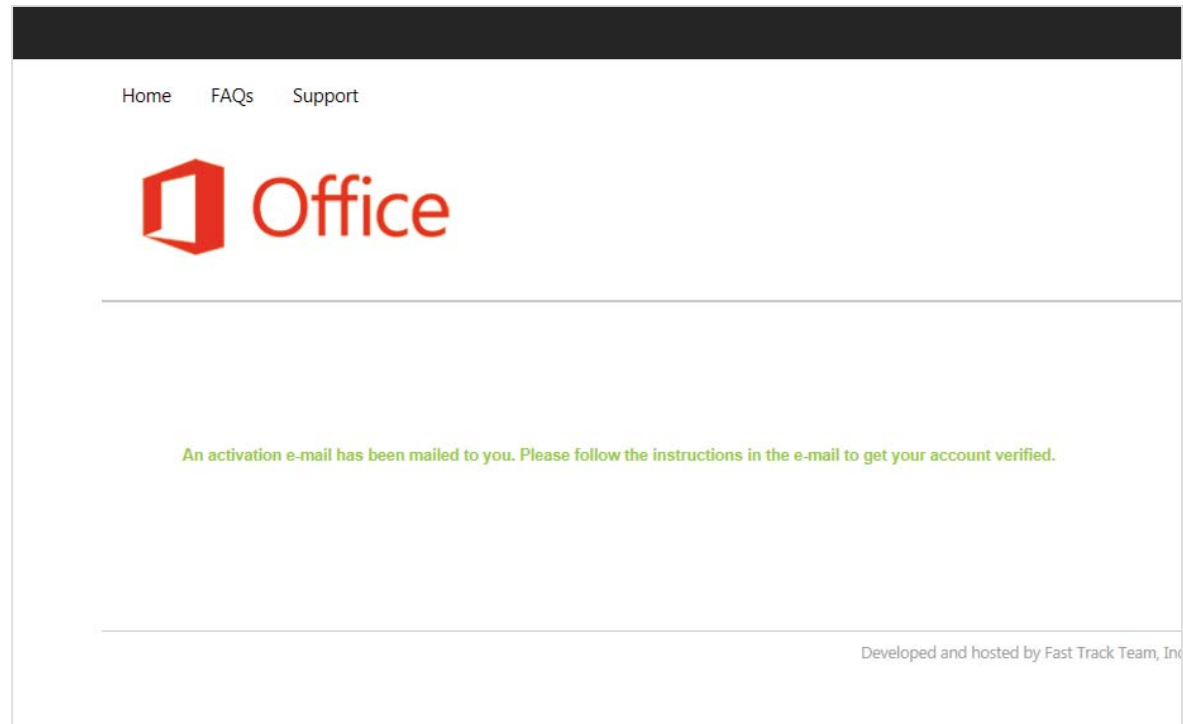 Home FAQs Support
Office
An activation e-mail has been mailed to you. Please follow the instructions in the e-mail to get your account verified.
Developed and hosted by Fast Track Team, Inc